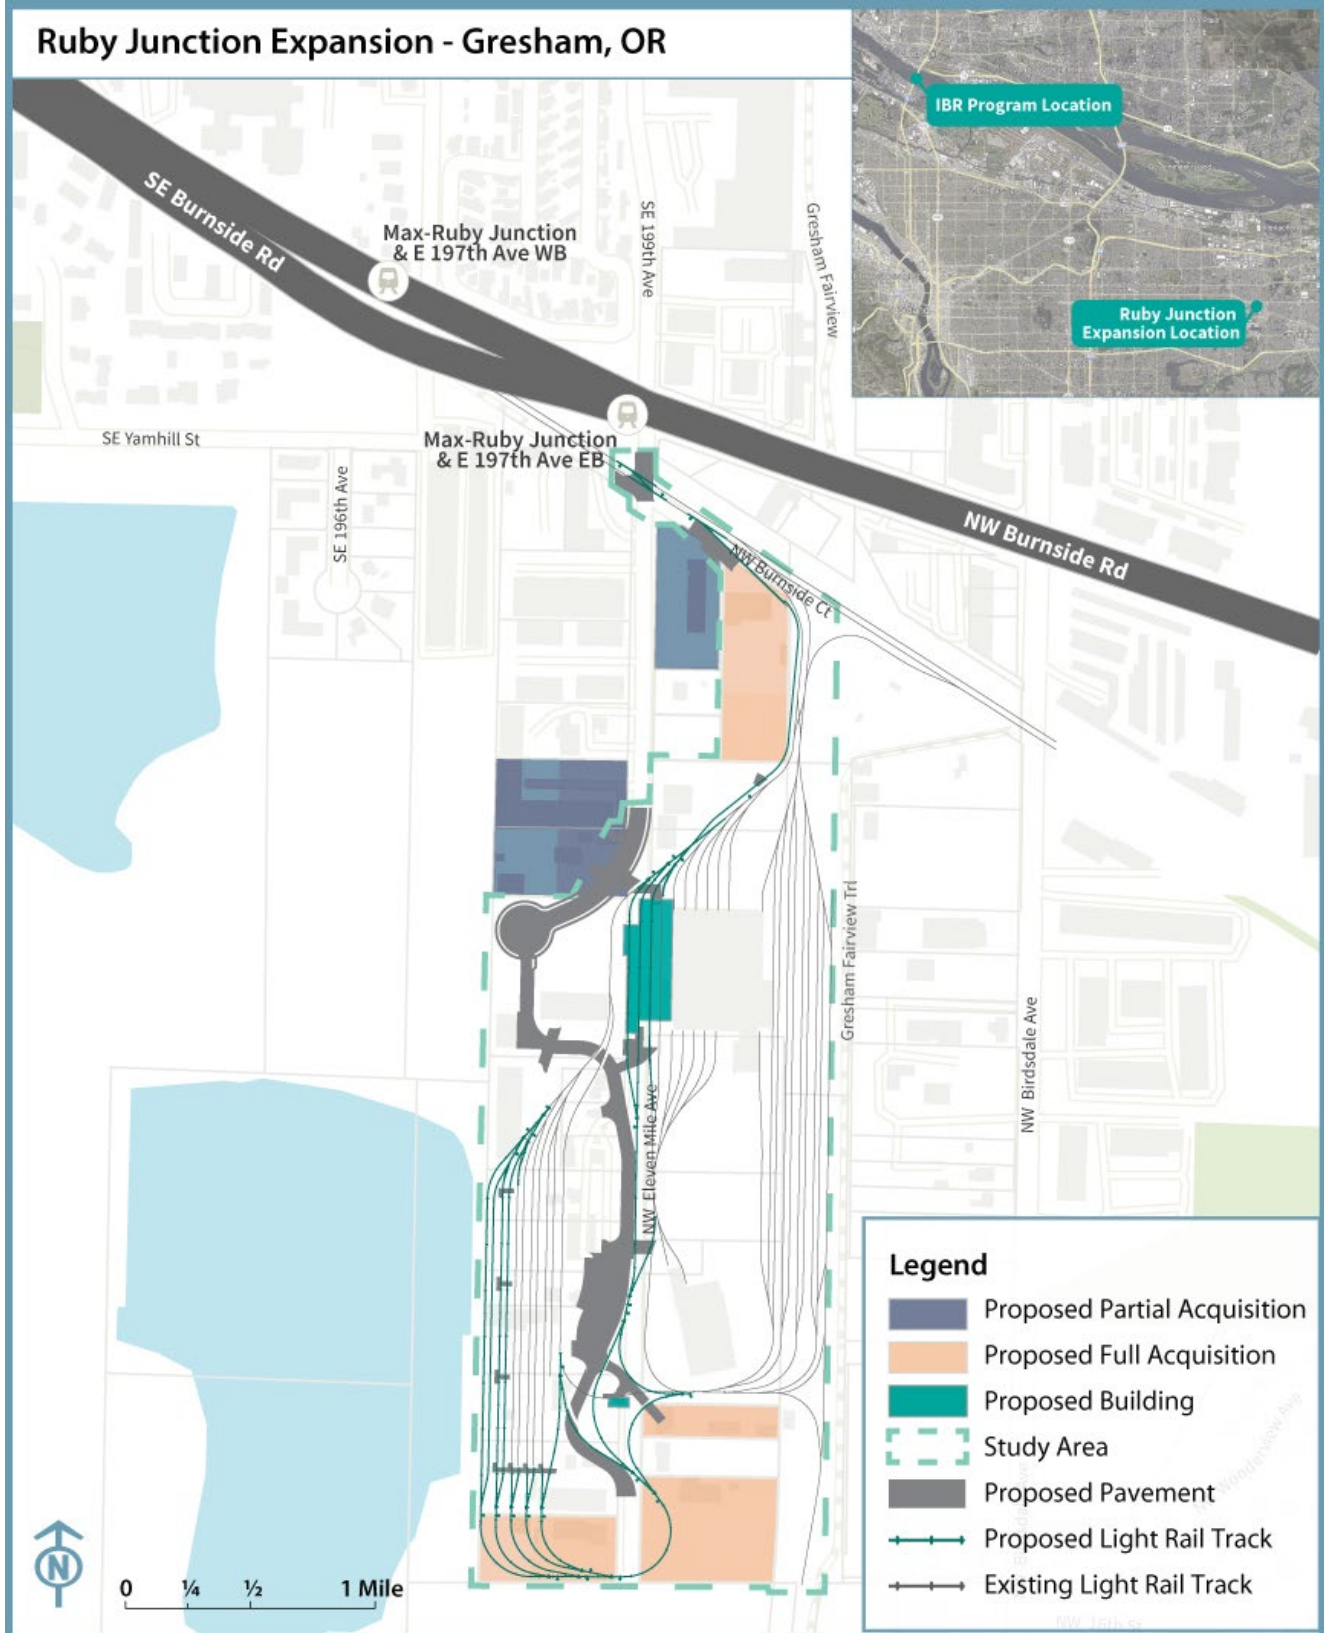 Ruby Junction Expansion - Gresham, OR
IBR Program Location
Ruby Junction
Expansion Location
SE Burnside Rd
Max-Ruby Junction
& E 197th Ave WB
SE 199th Ave
Gresham Fairview
SE Yamhill St
Max-Ruby Junction
& E 197th Ave EB
SE 196th Ave
NW Burnside Rd
NW Burnside Ct
Gresham Fairview Trl
NW Birdsdale Ave
NW Eleven Mile Ave
Legend
Proposed Partial Acquisition
Proposed Full Acquisition
Proposed Building
Study Area
Proposed Pavement
Proposed Light Rail Track
Existing Light Rail Track
N
0 ¼ ½ 1 Mile